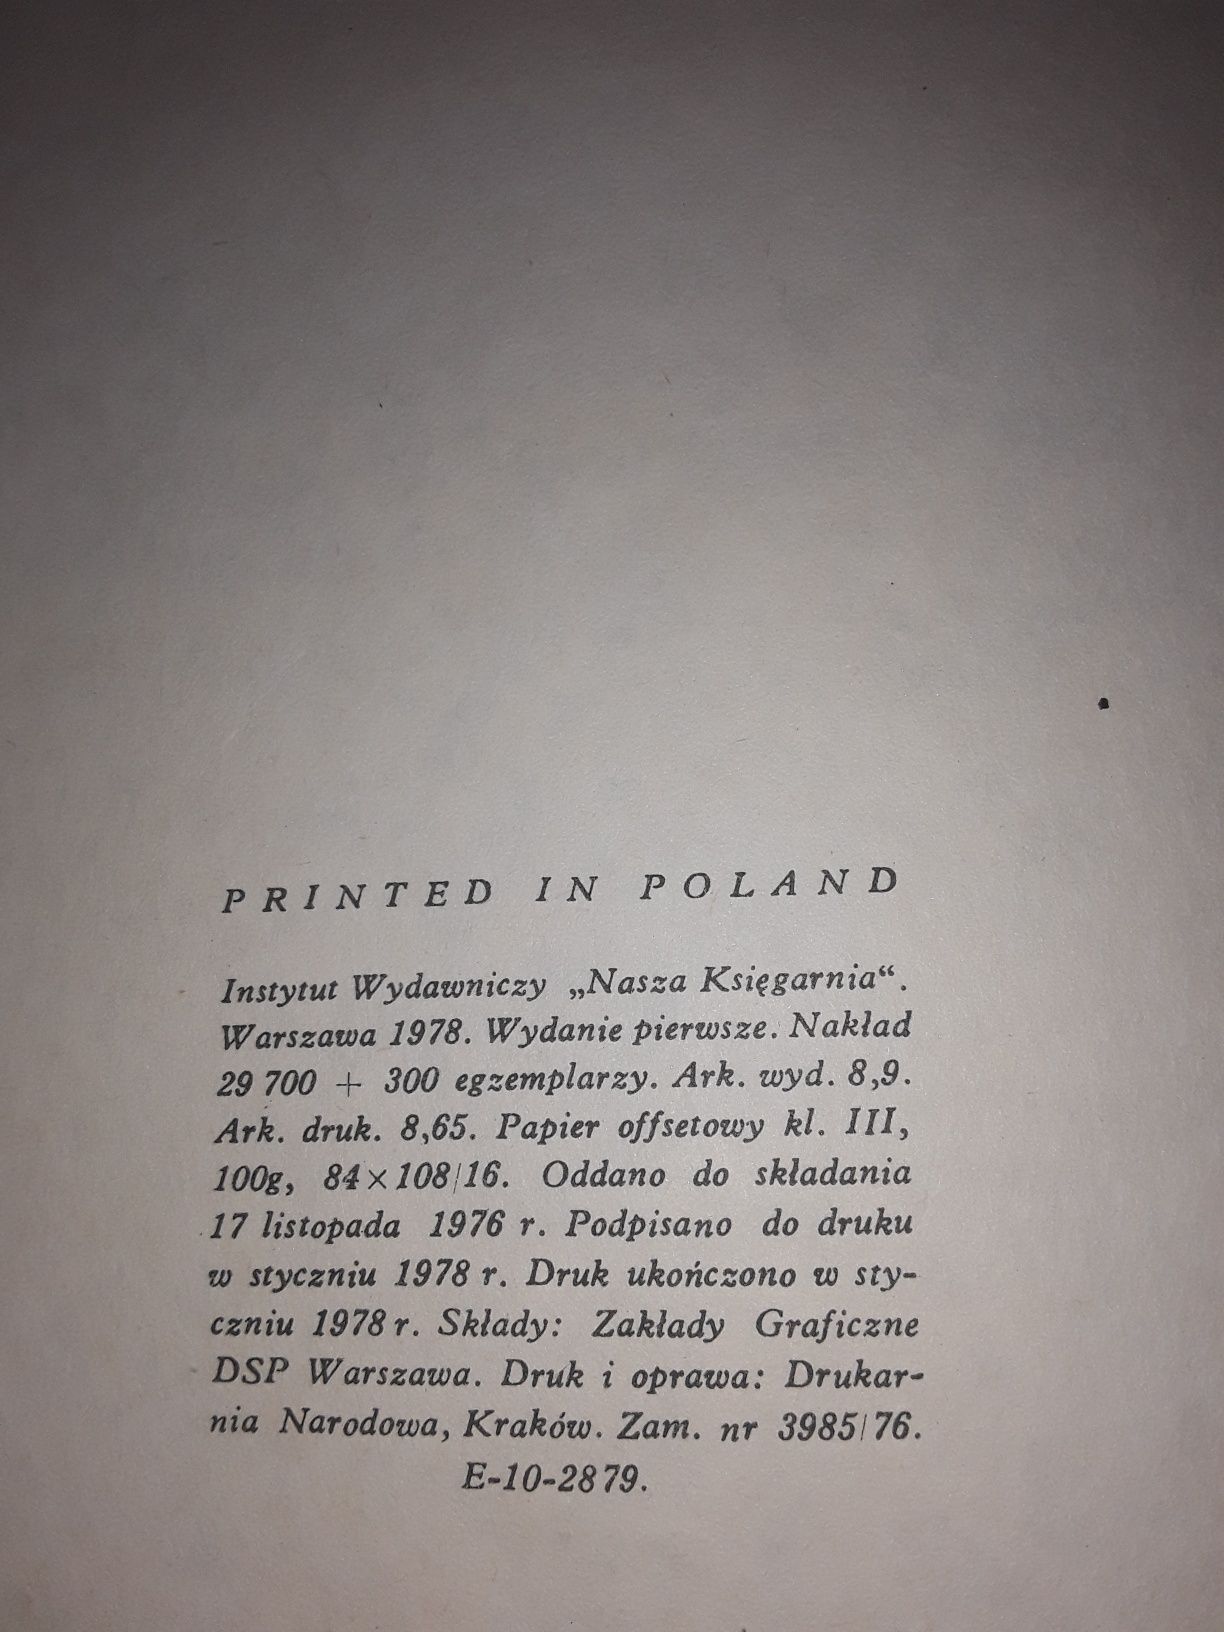 PRINTED IN POLAND
Instytut Wydawniczy „Nasza Księgarnia“.
Warszawa 1978. Wydanie pierwsze. Nakład
29 700 + 300 egzemplarzy. Ark. wyd. 8,9.
Ark. druk. 8,65. Papier offsetowy kl. III,
100g, 84×108/16. Oddano do składania
17 listopada 1976 r. Podpisano do druku
w styczniu 1978 r. Druk ukończono w sty-
czniu 1978 r. Składy: Zakłady Graficzne
DSP Warszawa. Druk i oprawa: Drukar-
nia Narodowa, Kraków. Zam. nr 3985/76.
E-10-2879.